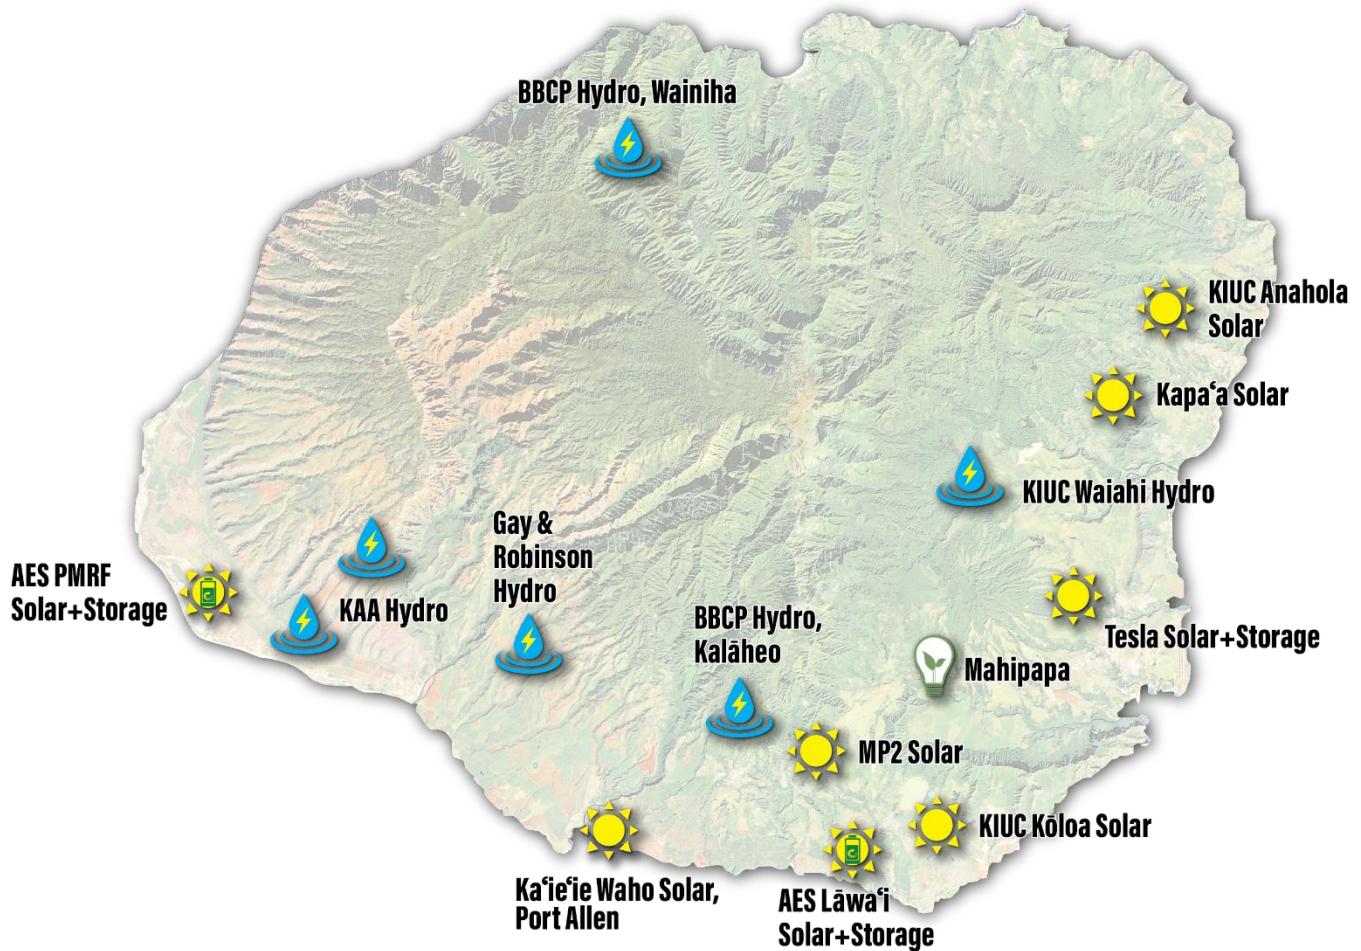 BBCP Hydro, Wainiha
KIUC Anahola
Solar
Kapaʻa Solar
KIUC Waiahi Hydro
Gay &
Robinson
Hydro
AES PMRF
Solar+Storage
KAA Hydro
BBCP Hydro,
Kalāheo
Tesla Solar+Storage
Mahipapa
MP2 Solar
KIUC Kōloa Solar
Kaʻieʻie Waho Solar,
Port Allen
AES Lāwaʻi
Solar+Storage